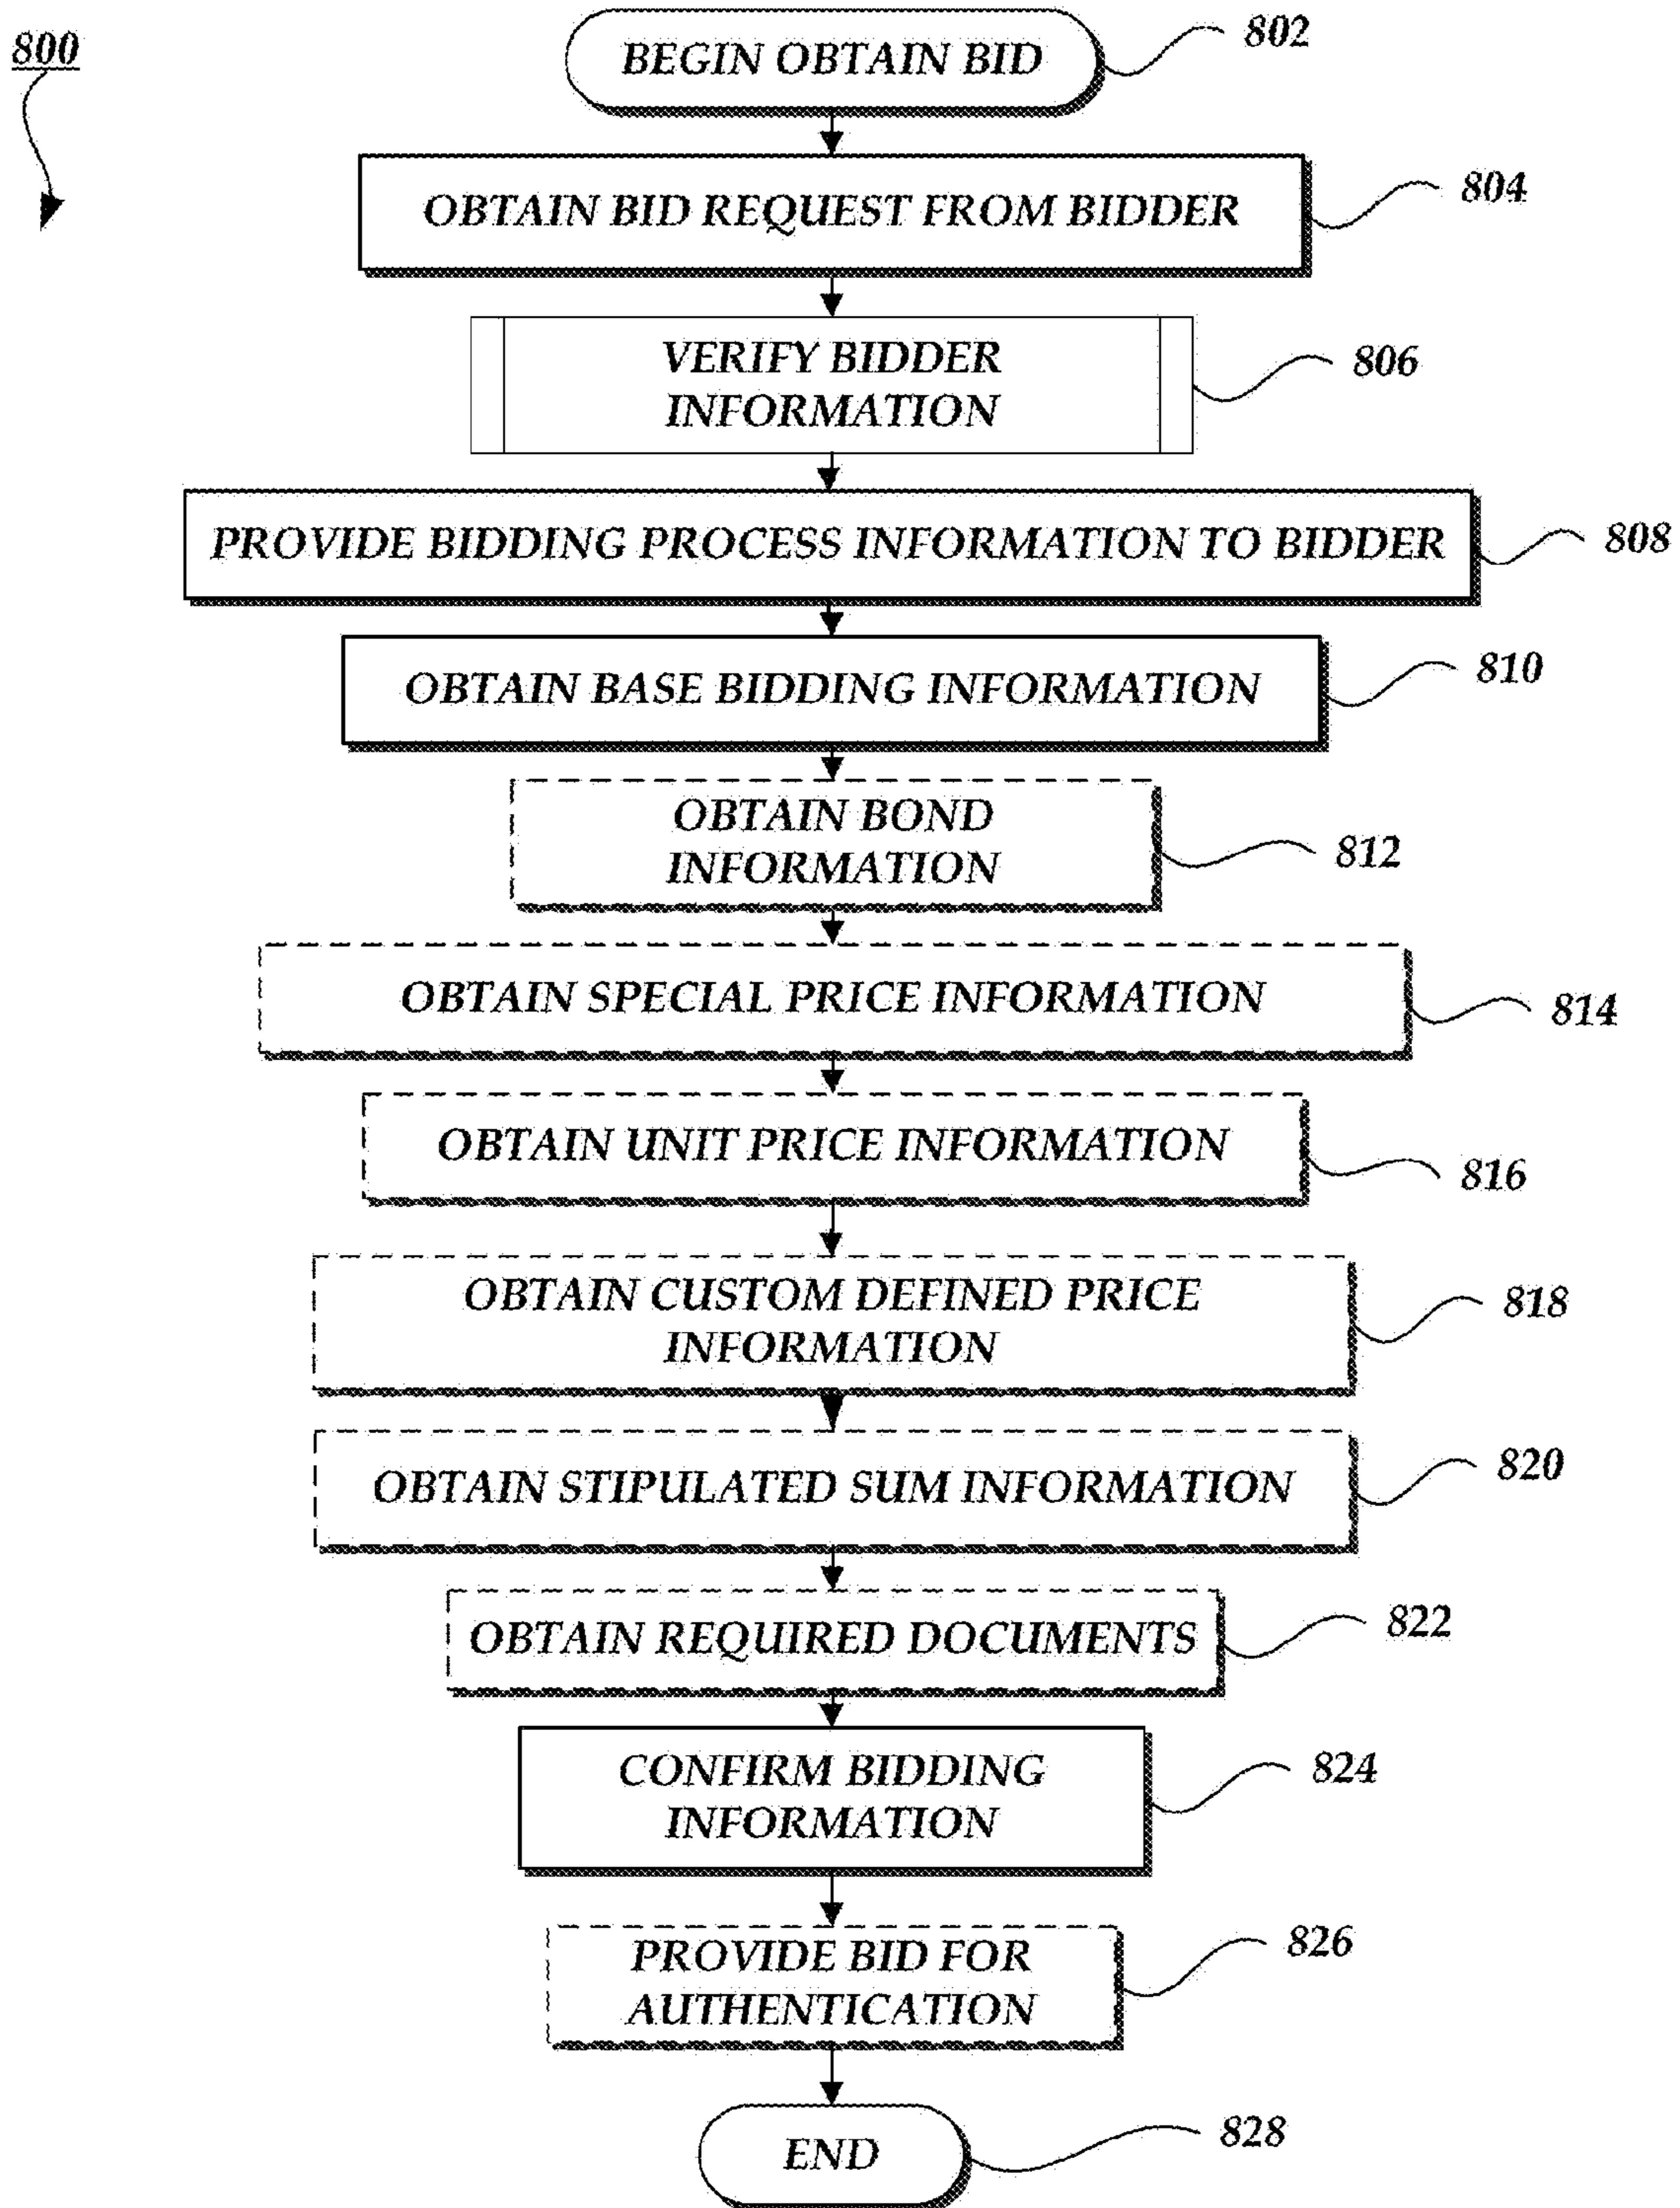 800
BEGIN OBTAIN BID
802
OBTAIN BID REQUEST FROM BIDDER
804
VERIFY BIDDER
INFORMATION
806
PROVIDE BIDDING PROCESS INFORMATION TO BIDDER
808
OBTAIN BASE BIDDING INFORMATION
810
OBTAIN BOND
INFORMATION
812
OBTAIN SPECIAL PRICE INFORMATION
814
OBTAIN UNIT PRICE INFORMATION
816
OBTAIN CUSTOM DEFINED PRICE
INFORMATION
818
OBTAIN STIPULATED SUM INFORMATION
820
OBTAIN REQUIRED DOCUMENTS
822
CONFIRM BIDDING
INFORMATION
824
PROVIDE BID FOR
AUTHENTICATION
826
END
828